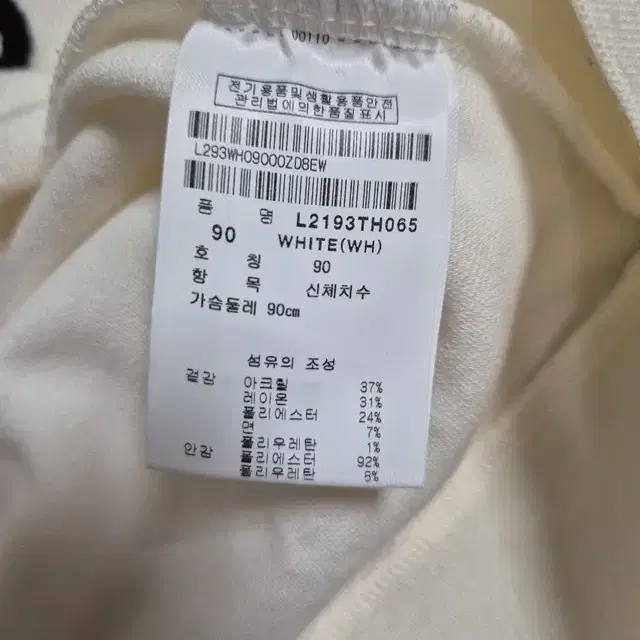 00110
전기용품및생활용품안전
관리법에의한품질표시
L293WH09000ZD8EW
품 명 L2193TH065
90 WHITE(WH)
호 칭 90
항 목 신체치수
가슴둘레 90cm
섬유의 조성
겉감 아크릴 37%
레이온 31%
폴리에스터 24%
면 7%
폴리우레탄 1%
안감 폴리에스터 92%
폴리우레탄 8%